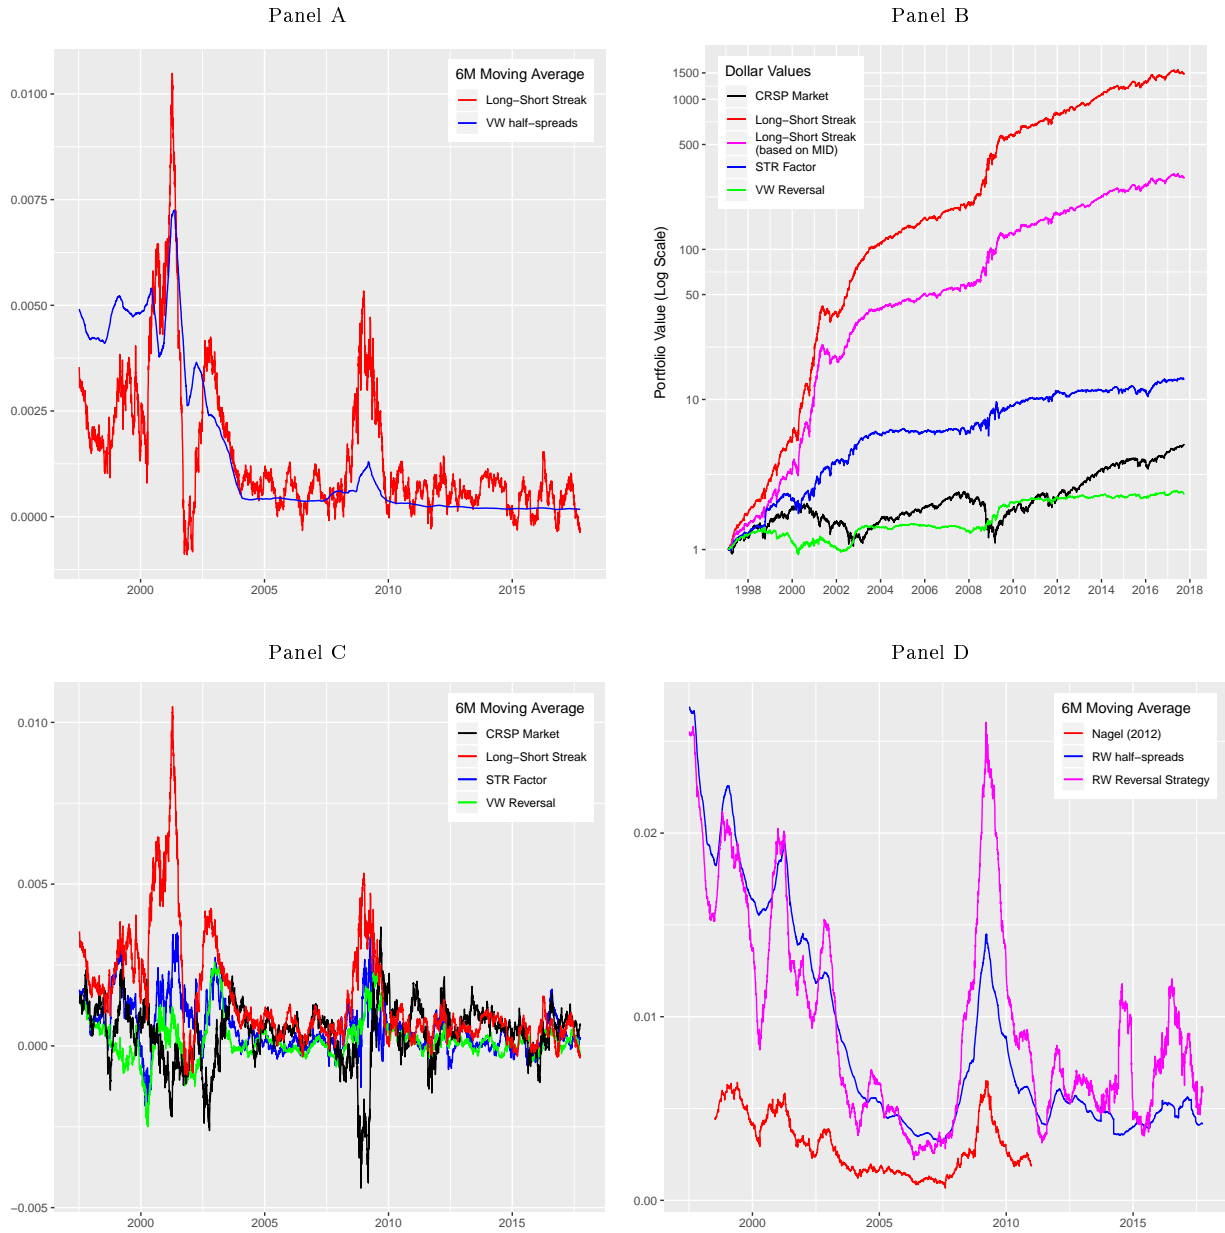 Panel A
6M Moving Average
Long−Short Streak
VW half−spreads
0.0100
0.0075
0.0050
0.0025
0.0000
2000
2005
2010
2015
Panel B
Dollar Values
CRSP Market
Long−Short Streak
Long−Short Streak
(based on MID)
STR Factor
VW Reversal
Portfolio Value (Log Scale)
1500
1000
500
100
50
10
1
1998
2000
2002
2004
2006
2008
2010
2012
2014
2016
2018
Panel C
6M Moving Average
CRSP Market
Long−Short Streak
STR Factor
VW Reversal
0.010
0.005
0.000
−0.005
2000
2005
2010
2015
Panel D
6M Moving Average
Nagel (2012)
RW half−spreads
RW Reversal Strategy
0.02
0.01
0.00
2000
2005
2010
2015